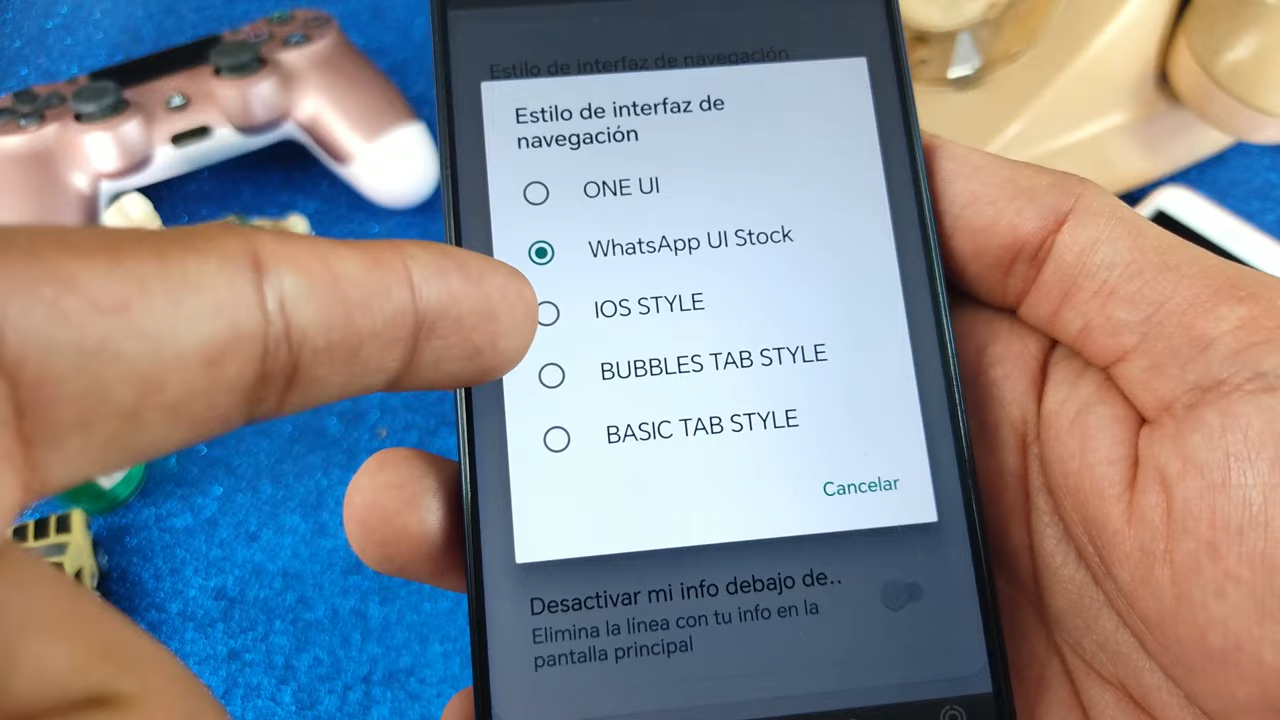 Estilo de interfaz de navegación
Estilo de interfaz de
navegación
ONE UI
WhatsApp UI Stock
IOS STYLE
BUBBLES TAB STYLE
BASIC TAB STYLE
Cancelar
Desactivar mi info debajo de..
Elimina la línea con tu info en la
pantalla principal